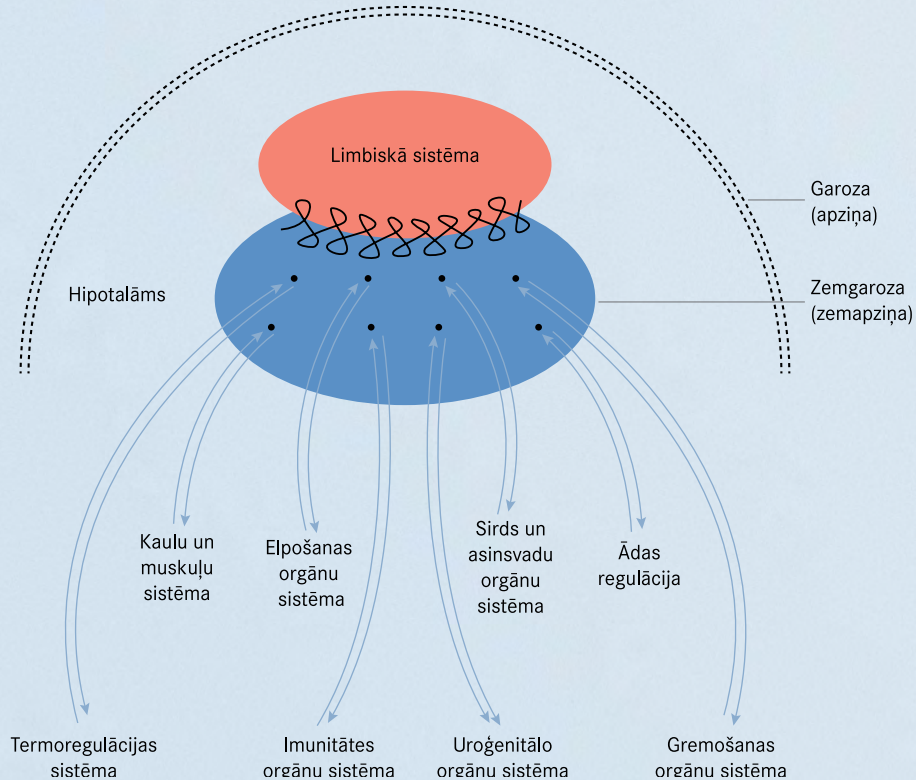 Limbiskā sistēma
Garoza
(apziņa)
Hipotalāms
Zemgaroza
(zemapziņa)
Kaulu un
muskuļu
sistēma
Elpošanas
orgānu
sistēma
Sirds un
asinsvadu
orgānu
sistēma
Ādas
regulācija
Termoregulācijas
sistēma
Imunitātes
orgānu sistēma
Uroģenitālo
orgānu sistēma
Gremošanas
orgānu sistēma